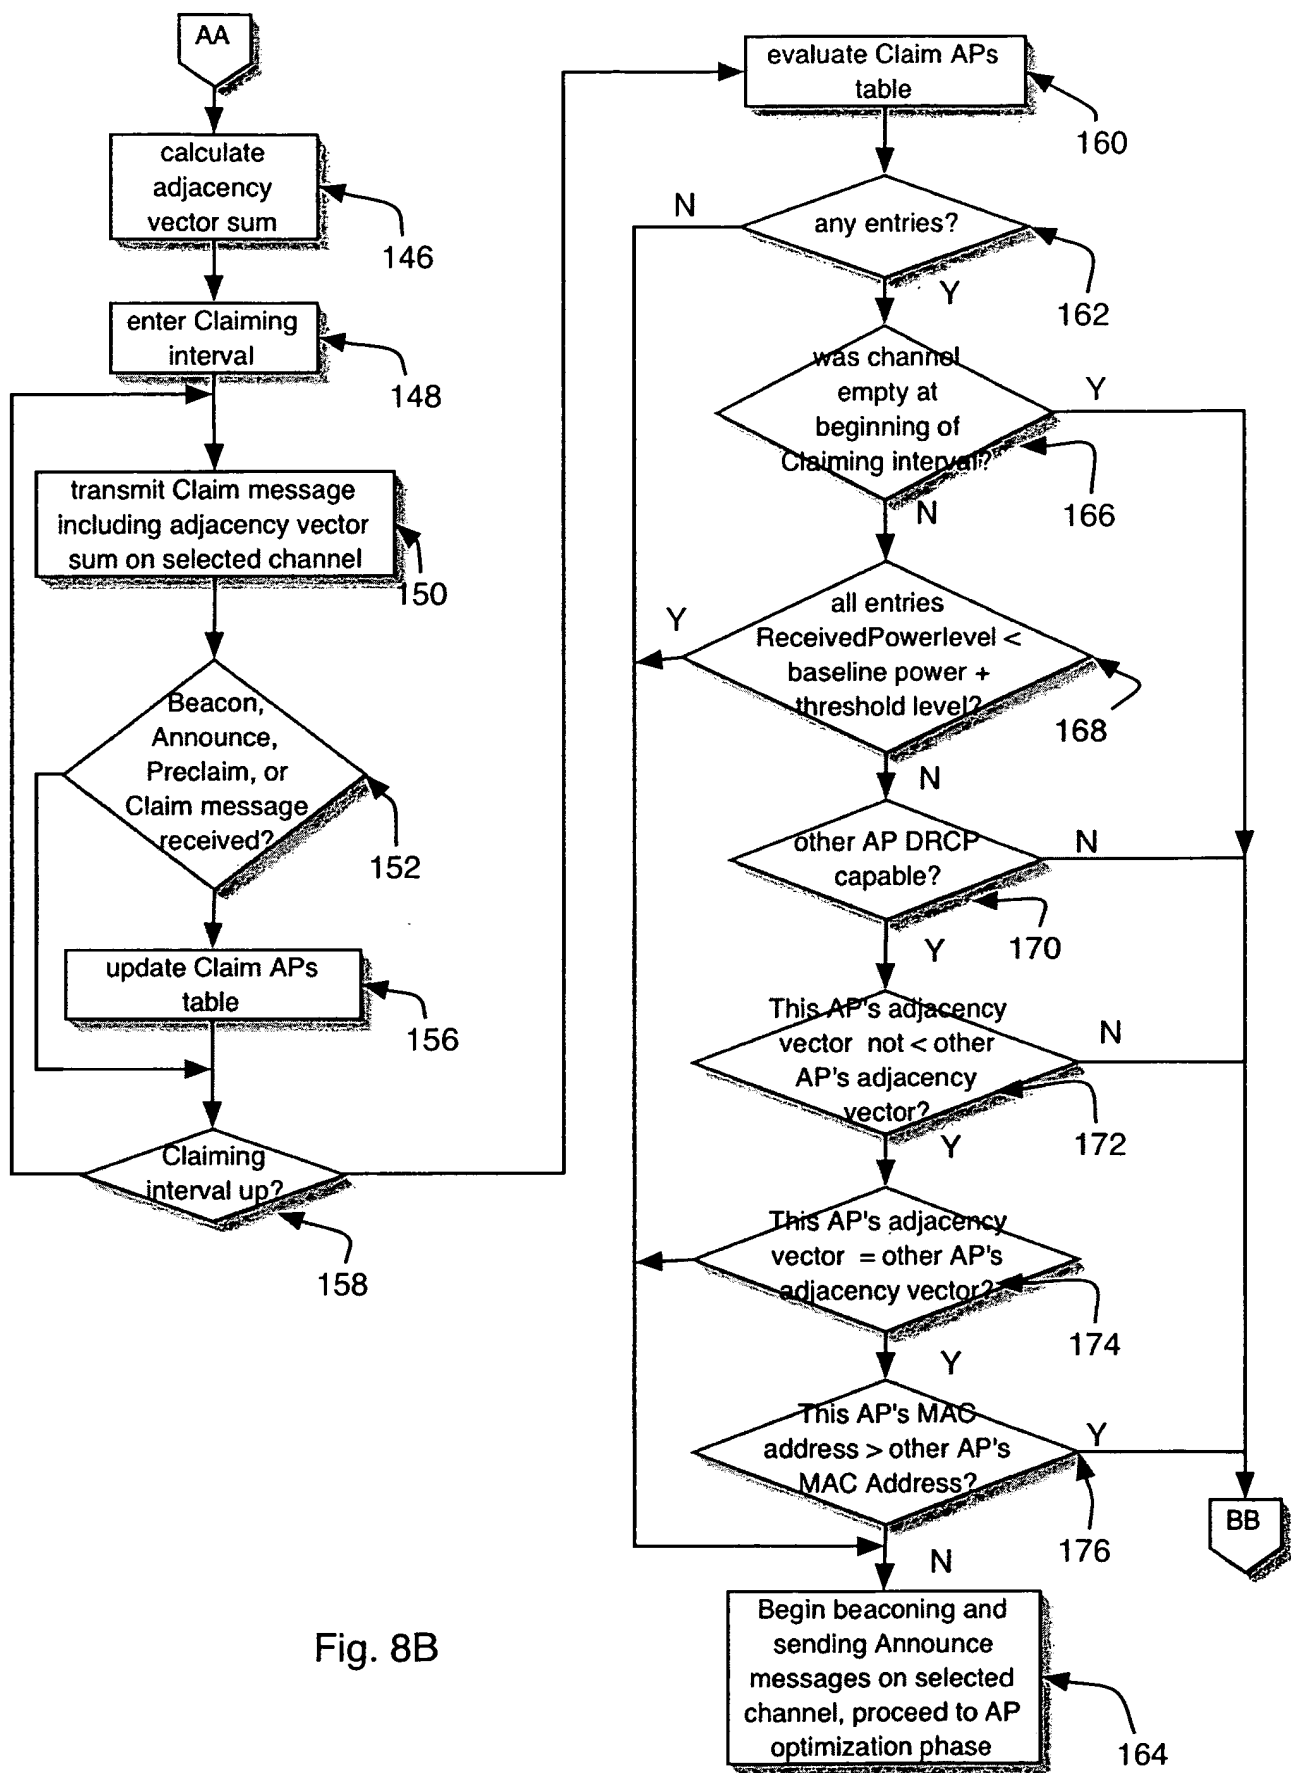 AA
calculate
adjacency
vector sum
146
enter Claiming
interval
148
transmit Claim message
including adjacency vector
sum on selected channel
150
Beacon,
Announce,
Preclaim, or
Claim message
received?
152
update Claim APs
table
156
Claiming
interval up?
158
evaluate Claim APs
table
160
N
any entries?
162
Y
was channel
empty at
beginning of
Claiming interval?
Y
166
N
all entries
ReceivedPowerlevel <
baseline power +
threshold level?
Y
168
N
other AP DRCP
capable?
N
170
Y
This AP's adjacency
vector not < other
AP's adjacency
vector?
N
172
Y
This AP's adjacency
vector = other AP's
adjacency vector?
174
Y
This AP's MAC
address > other AP's
MAC Address?
Y
176
BB
N
Begin beaconing and
sending Announce
messages on selected
channel, proceed to AP
optimization phase
164
Fig. 8B